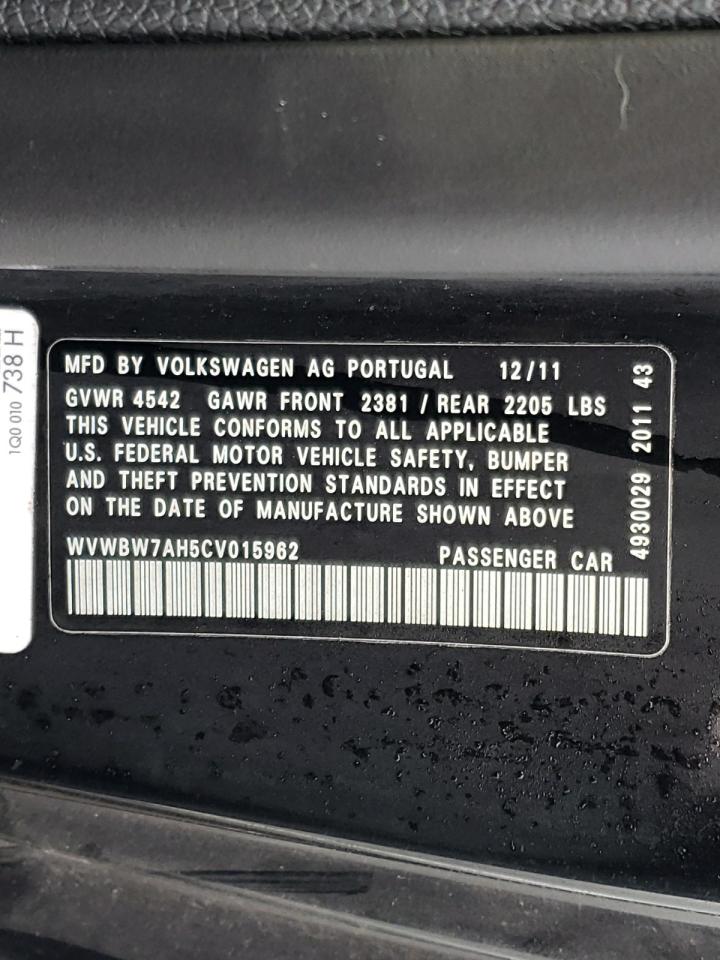 MFD BY VOLKSWAGEN AG PORTUGAL 12/11
GVWR 4542 GAWR FRONT 2381 / REAR 2205 LBS
THIS VEHICLE CONFORMS TO ALL APPLICABLE
U.S. FEDERAL MOTOR VEHICLE SAFETY, BUMPER
AND THEFT PREVENTION STANDARDS IN EFFECT
ON THE DATE OF MANUFACTURE SHOWN ABOVE
WVWBW7AH5CV015962 PASSENGER CAR
4930029 2011 43
1Q0 010 738 H